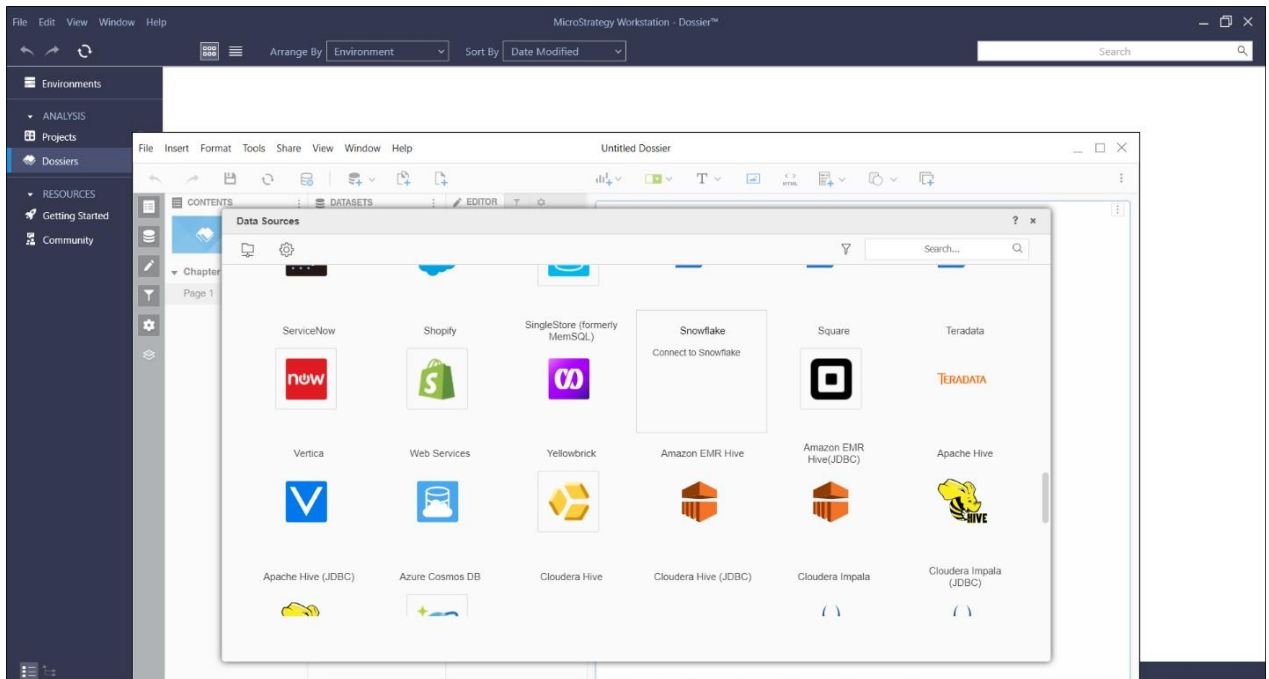 File Edit View Window Help
MicroStrategy Workstation - Dossier™
Arrange By Environment Sort By Date Modified
Search
Environments
ANALYSIS
Projects
Dossiers
RESOURCES
Getting Started
Community
File Insert Format Tools Share View Window Help
Untitled Dossier
T
HTML
CONTENTS
DATASETS
EDITOR
Chapter
Page 1
Data Sources
? ×
Search...
ServiceNow
Shopify
SingleStore (formerly
MemSQL)
Snowflake
Connect to Snowflake
Square
Teradata
now
S
TERADATA
Vertica
Web Services
Yellowbrick
Amazon EMR Hive
Amazon EMR
Hive(JDBC)
Apache Hive
V
HIVE
Apache Hive (JDBC)
Azure Cosmos DB
Cloudera Hive
Cloudera Hive (JDBC)
Cloudera Impala
Cloudera Impala
(JDBC)